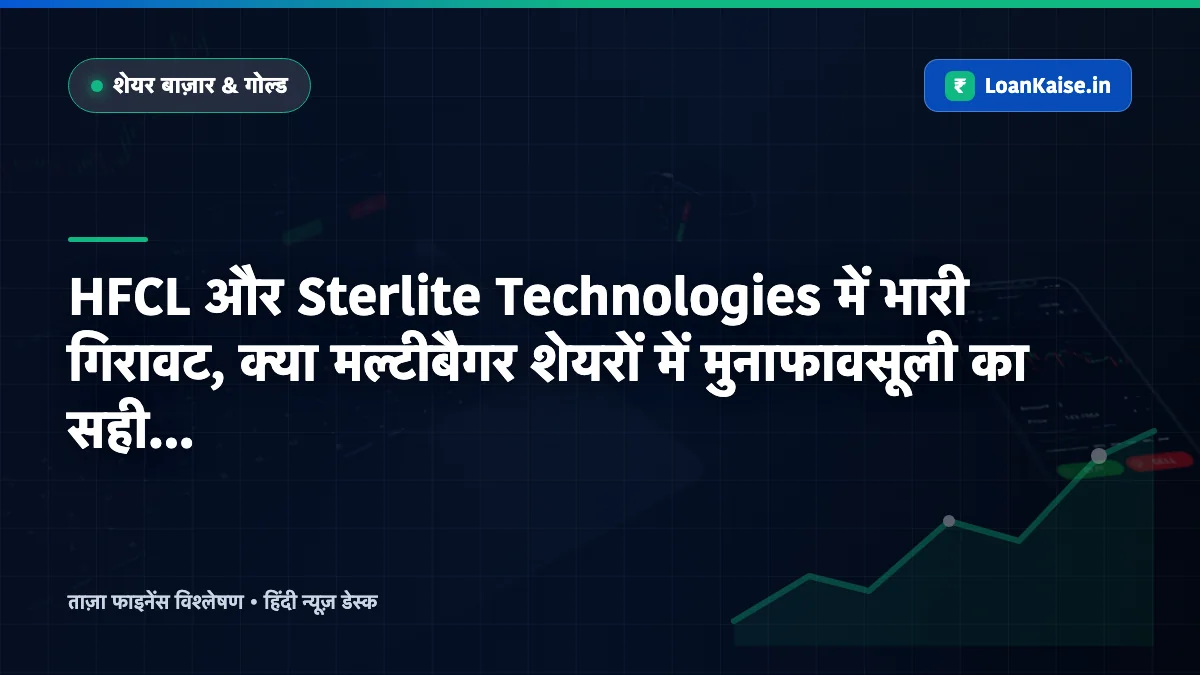 शेयर बाज़ार & गोल्ड
₹ LoanKaise.in
HFCL और Sterlite Technologies में भारी
गिरावट, क्या मल्टीबैगर शेयरों में मुनाफावसूली का
सही...
ताज़ा फाइनेंस विश्लेषण • हिंदी न्यूज़ डेस्क